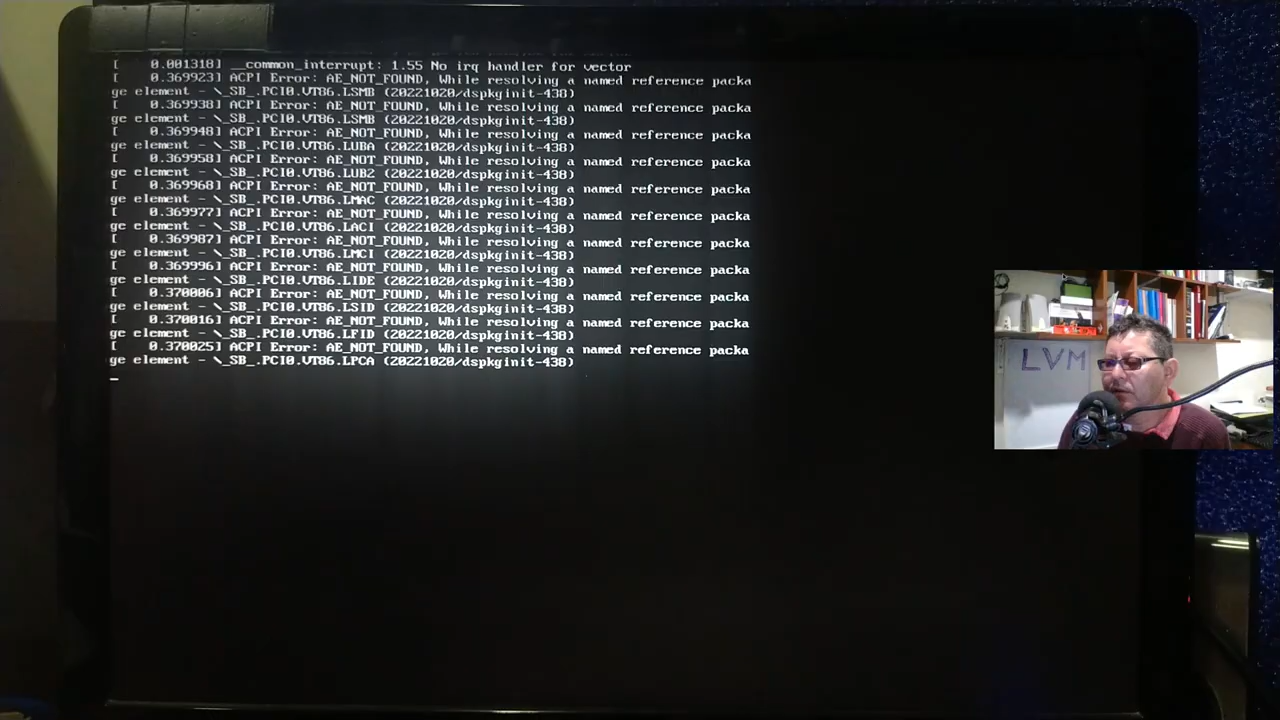 [    0.001318] __common_interrupt: 1.55 No irq handler for vector
[    0.369923] ACPI Error: AE_NOT_FOUND, While resolving a named reference packa
ge element - \_SB_.PCI0.VT86.LSMB (20221020/dspkginit-438)
[    0.369938] ACPI Error: AE_NOT_FOUND, While resolving a named reference packa
ge element - \_SB_.PCI0.VT86.LSMB (20221020/dspkginit-438)
[    0.369948] ACPI Error: AE_NOT_FOUND, While resolving a named reference packa
ge element - \_SB_.PCI0.VT86.LUBA (20221020/dspkginit-438)
[    0.369958] ACPI Error: AE_NOT_FOUND, While resolving a named reference packa
ge element - \_SB_.PCI0.VT86.LUB2 (20221020/dspkginit-438)
[    0.369968] ACPI Error: AE_NOT_FOUND, While resolving a named reference packa
ge element - \_SB_.PCI0.VT86.LMAC (20221020/dspkginit-438)
[    0.369977] ACPI Error: AE_NOT_FOUND, While resolving a named reference packa
ge element - \_SB_.PCI0.VT86.LACI (20221020/dspkginit-438)
[    0.369987] ACPI Error: AE_NOT_FOUND, While resolving a named reference packa
ge element - \_SB_.PCI0.VT86.LMCI (20221020/dspkginit-438)
[    0.369996] ACPI Error: AE_NOT_FOUND, While resolving a named reference packa
ge element - \_SB_.PCI0.VT86.LIDE (20221020/dspkginit-438)
[    0.370006] ACPI Error: AE_NOT_FOUND, While resolving a named reference packa
ge element - \_SB_.PCI0.VT86.LSID (20221020/dspkginit-438)
[    0.370016] ACPI Error: AE_NOT_FOUND, While resolving a named reference packa
ge element - \_SB_.PCI0.VT86.LFID (20221020/dspkginit-438)
[    0.370025] ACPI Error: AE_NOT_FOUND, While resolving a named reference packa
ge element - \_SB_.PCI0.VT86.LPCA (20221020/dspkginit-438)
LVM